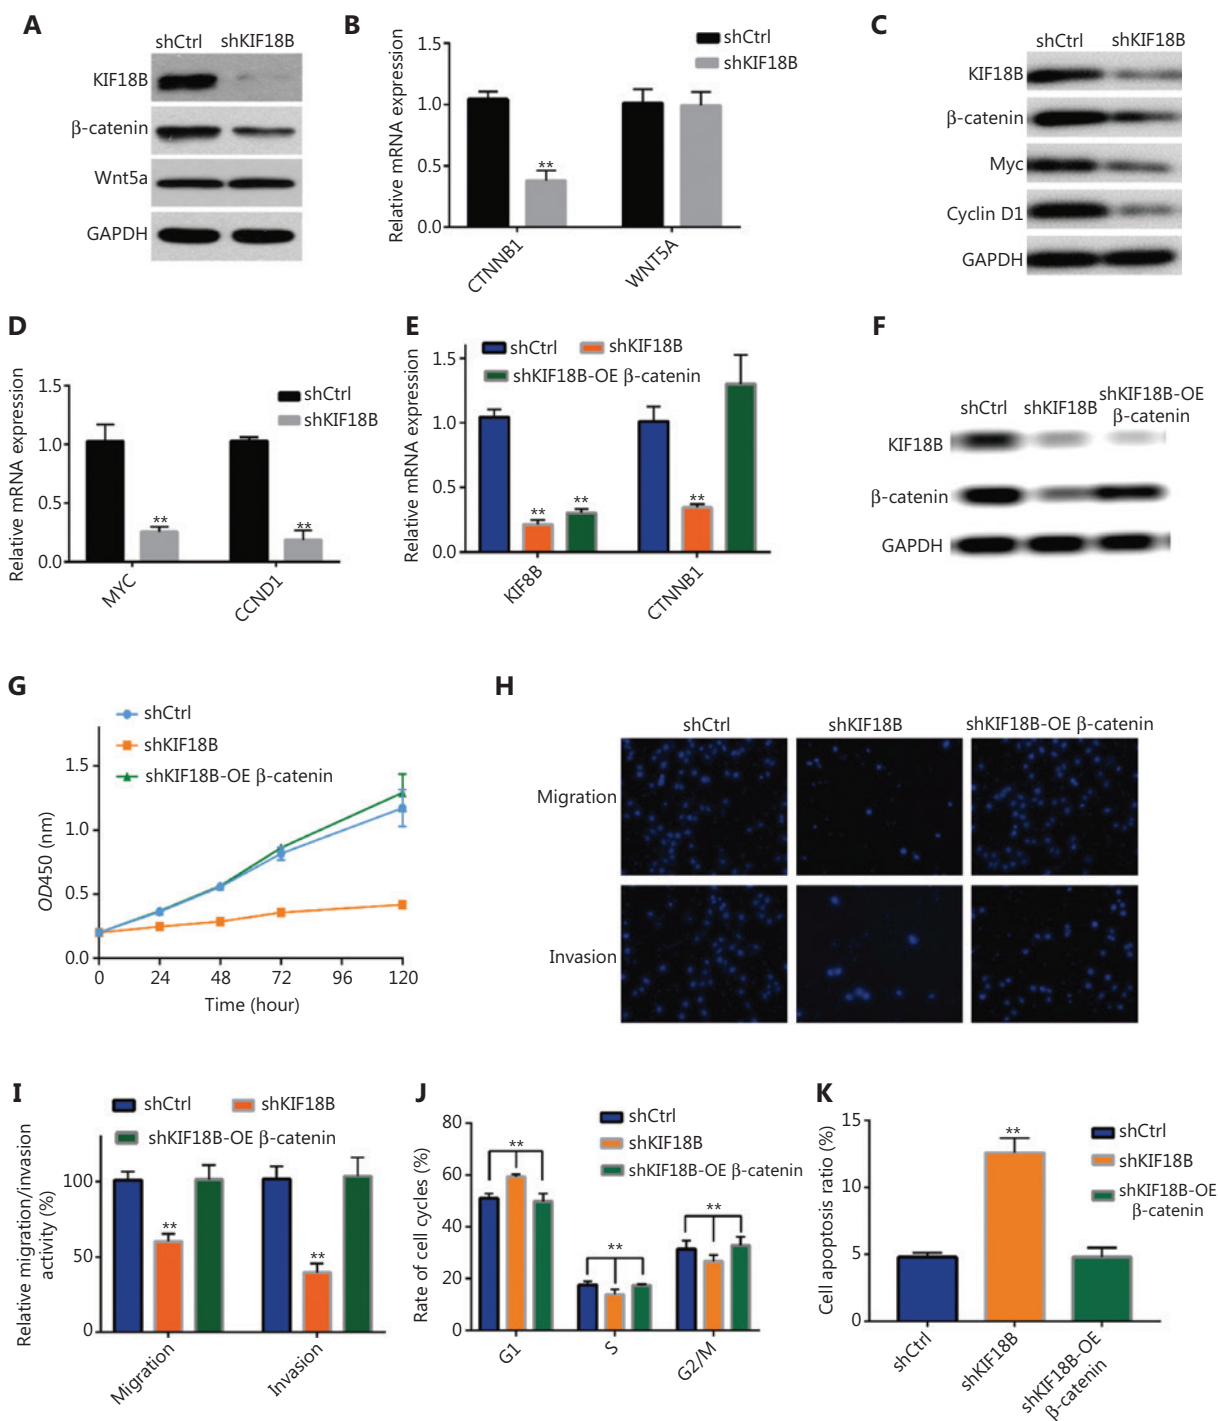 A
shCtrl shKIF18B
KIF18B
β-catenin
Wnt5a
GAPDH
B
Relative mRNA expression
1.5
1.0
0.5
0.0
shCtrl
shKIF18B
**
CTNNB1
WNT5A
C
shCtrl shKIF18B
KIF18B
β-catenin
Myc
Cyclin D1
GAPDH
D
Relative mRNA expression
1.5
1.0
0.5
0.0
shCtrl
shKIF18B
**
**
MYC
CCND1
E
Relative mRNA expression
1.5
1.0
0.5
0.0
shCtrl shKIF18B
shKIF18B-OE β-catenin
**
**
**
KIF8B
CTNNB1
F
shCtrl shKIF18B shKIF18B-OE
β-catenin
KIF18B
β-catenin
GAPDH
G
shCtrl
shKIF18B
shKIF18B-OE β-catenin
OD450 (nm)
1.5
1.0
0.5
0.0
0 24 48 72 96 120
Time (hour)
H
shCtrl shKIF18B shKIF18B-OE β-catenin
Migration
Invasion
I
shCtrl shKIF18B
shKIF18B-OE β-catenin
Relative migration/invasion
activity (%)
100
50
0
**
**
Migration
Invasion
J
shCtrl
shKIF18B
shKIF18B-OE β-catenin
Rate of cell cycles (%)
80
60
40
20
0
**
**
**
G1
S
G2/M
K
Cell apoptosis ratio (%)
15
10
5
0
**
shCtrl
shKIF18B
shKIF18B-OE
β-catenin
shCtrl
shKIF18B
shKIF18B-OE
β-catenin